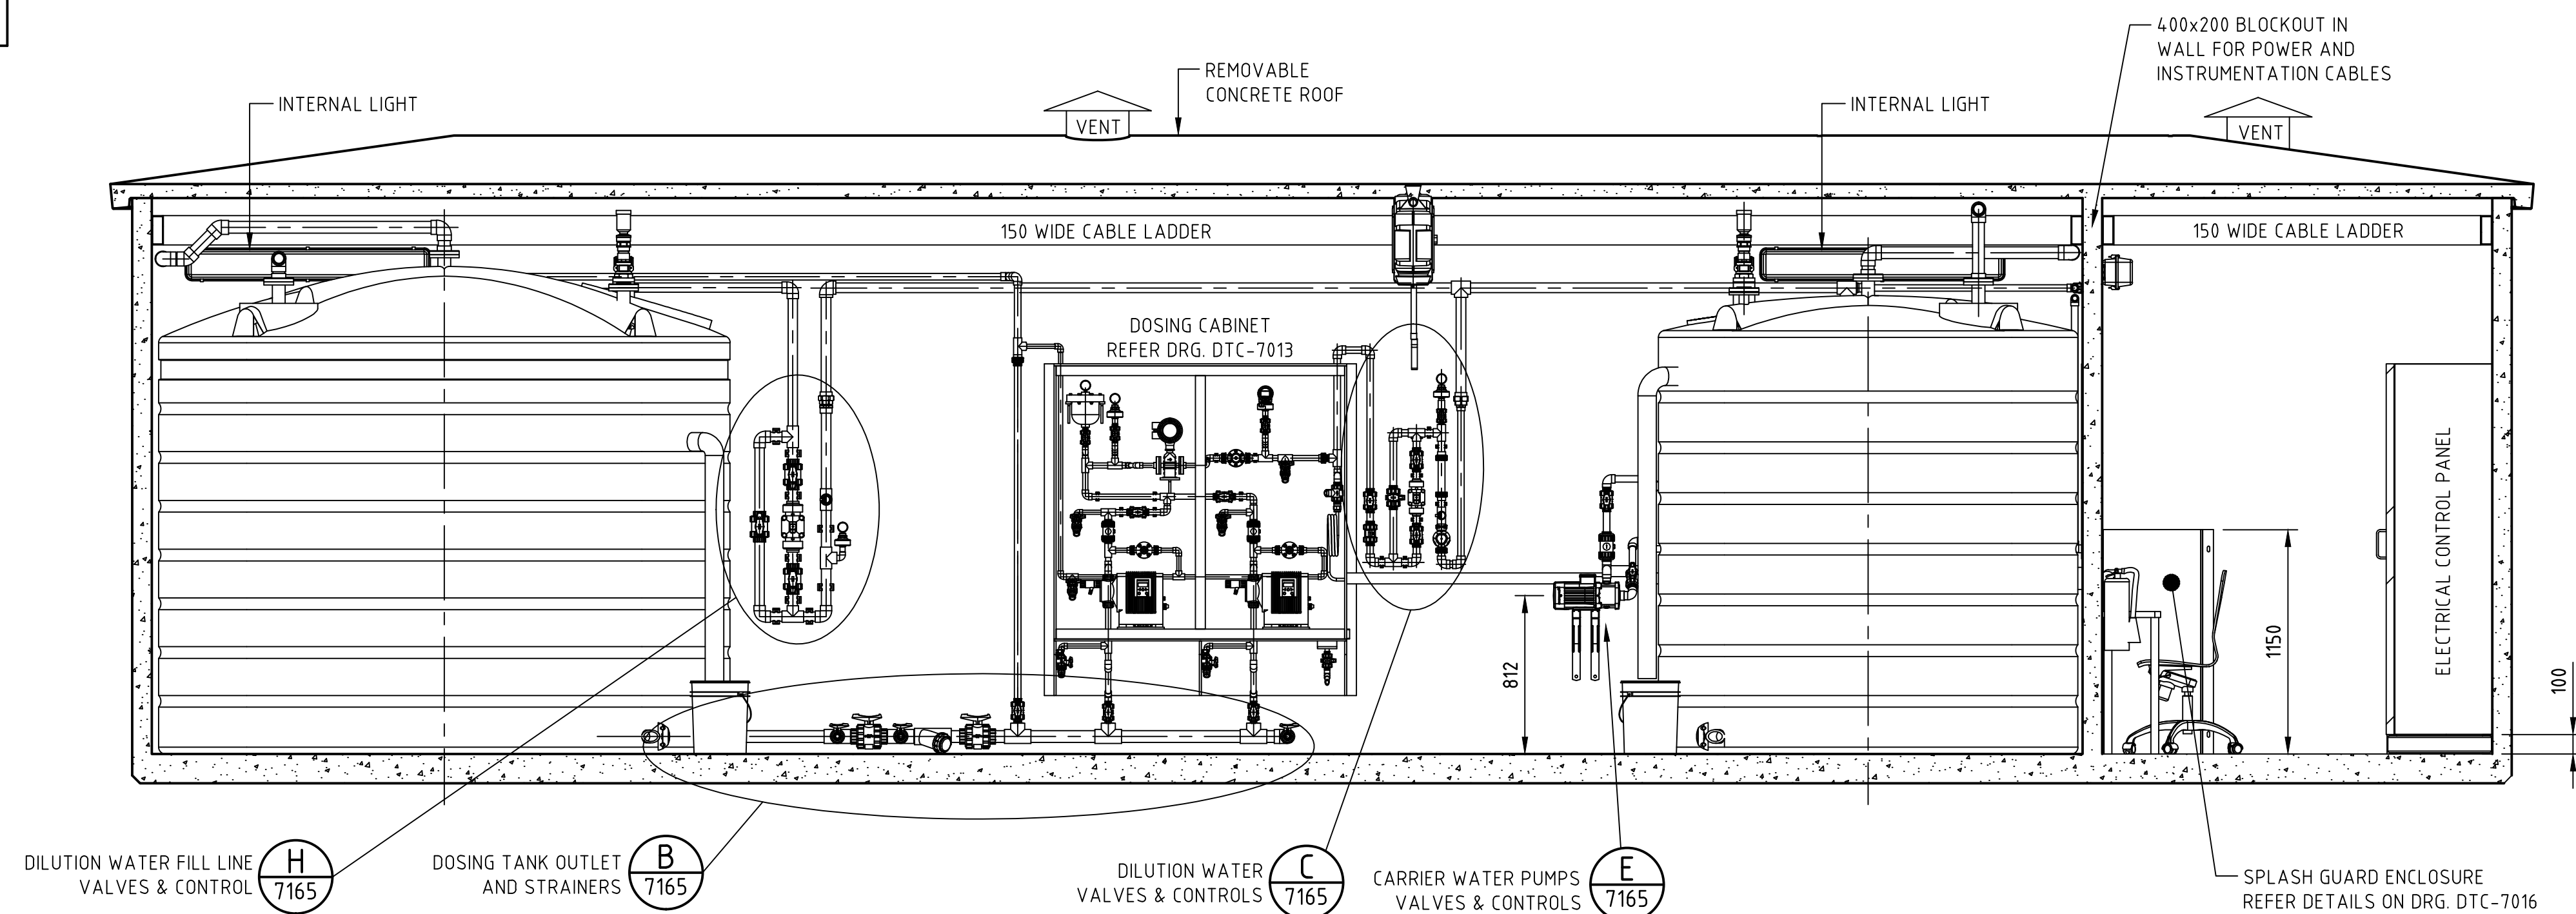 400x200 BLOCKOUT IN
WALL FOR POWER AND
INSTRUMENTATION CABLES
REMOVABLE
CONCRETE ROOF
INTERNAL LIGHT
INTERNAL LIGHT
VENT
VENT
150 WIDE CABLE LADDER
150 WIDE CABLE LADDER
DOSING CABINET
REFER DRG. DTC-7013
ELECTRICAL CONTROL PANEL
812
1150
100
DILUTION WATER FILL LINE
VALVES & CONTROL
H
7165
DOSING TANK OUTLET
AND STRAINERS
B
7165
DILUTION WATER
VALVES & CONTROLS
C
7165
CARRIER WATER PUMPS
VALVES & CONTROLS
E
7165
SPLASH GUARD ENCLOSURE
REFER DETAILS ON DRG. DTC-7016